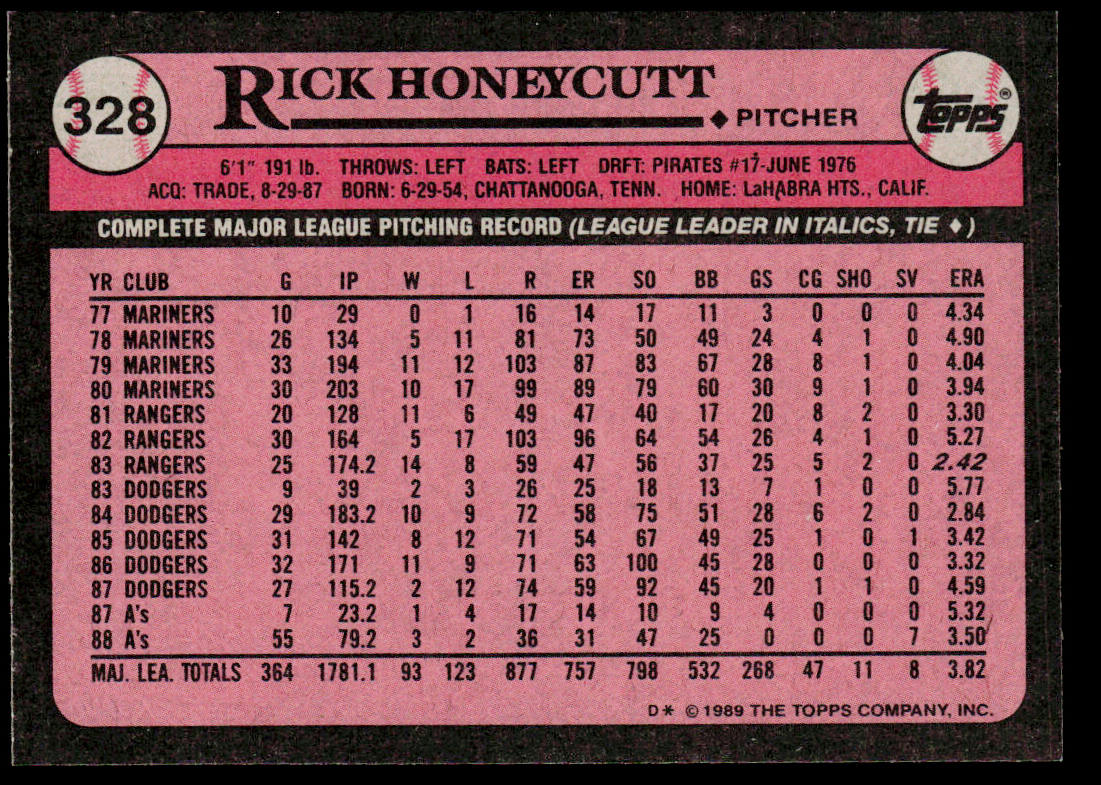 328
RICK HONEYCUTT
♦ PITCHER
TOPPS®
6'1" 191 lb. THROWS: LEFT BATS: LEFT DRFT: PIRATES #17-JUNE 1976
ACQ: TRADE, 8-29-87 BORN: 6-29-54, CHATTANOOGA, TENN. HOME: LaHABRA HTS., CALIF.
COMPLETE MAJOR LEAGUE PITCHING RECORD (LEAGUE LEADER IN ITALICS, TIE ♦)
YR CLUB G IP W L R ER SO BB GS CG SHO SV ERA
77 MARINERS 10 29 0 1 16 14 17 11 3 0 0 0 4.34
78 MARINERS 26 134 5 11 81 73 50 49 24 4 1 0 4.90
79 MARINERS 33 194 11 12 103 87 83 67 28 8 1 0 4.04
80 MARINERS 30 203 10 17 99 89 79 60 30 9 1 0 3.94
81 RANGERS 20 128 11 6 49 47 40 17 20 8 2 0 3.30
82 RANGERS 30 164 5 17 103 96 64 54 26 4 1 0 5.27
83 RANGERS 25 174.2 14 8 59 47 56 37 25 5 2 0 2.42
83 DODGERS 9 39 2 3 26 25 18 13 7 1 0 0 5.77
84 DODGERS 29 183.2 10 9 72 58 75 51 28 6 2 0 2.84
85 DODGERS 31 142 8 12 71 54 67 49 25 1 0 1 3.42
86 DODGERS 32 171 11 9 71 63 100 45 28 0 0 0 3.32
87 DODGERS 27 115.2 2 12 74 59 92 45 20 1 1 0 4.59
87 A's 7 23.2 1 4 17 14 10 9 4 0 0 0 5.32
88 A's 55 79.2 3 2 36 31 47 25 0 0 0 7 3.50
MAJ. LEA. TOTALS 364 1781.1 93 123 877 757 798 532 268 47 11 8 3.82
D* © 1989 THE TOPPS COMPANY, INC.